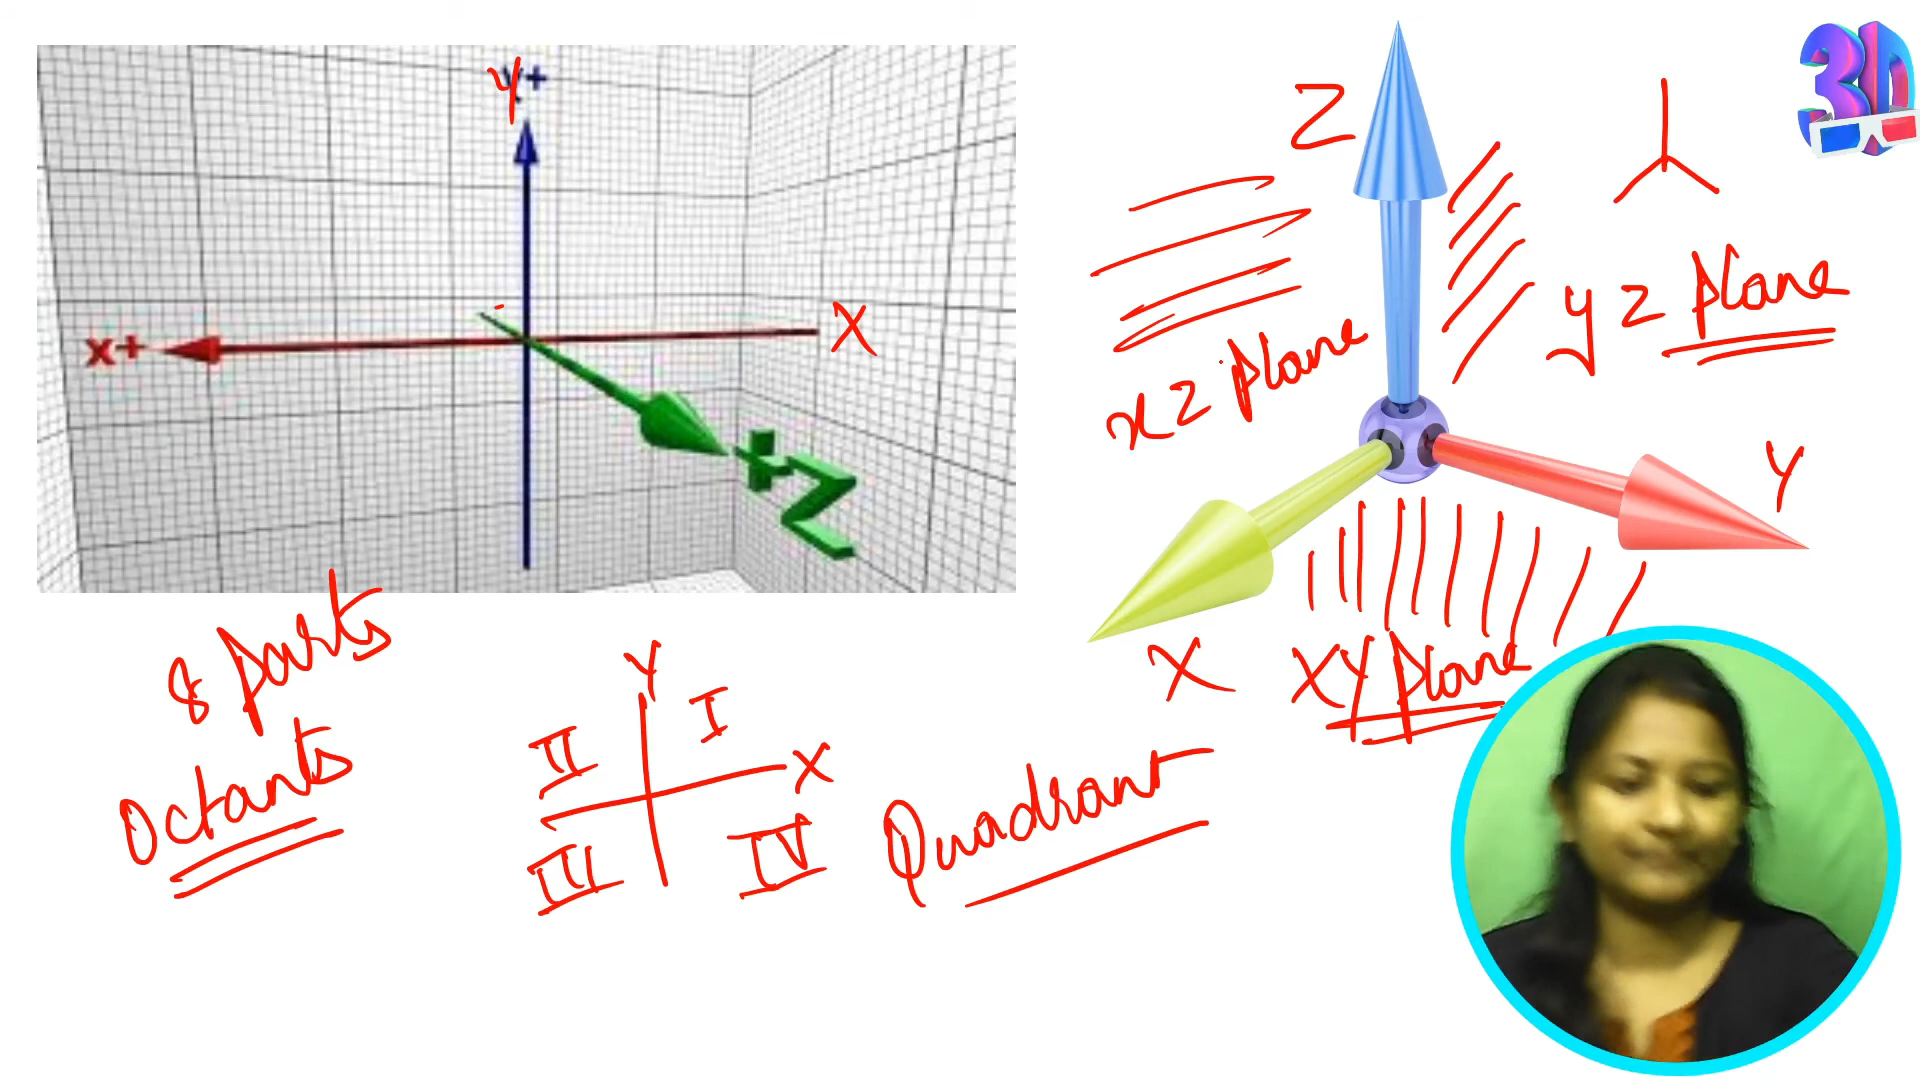 Y+
Y
X+
X
+Z
8 parts
Octants
Y
I
II
X
III
IV
Quadrant
3D
Z
yz plane
xz plane
Y
X
XY plane